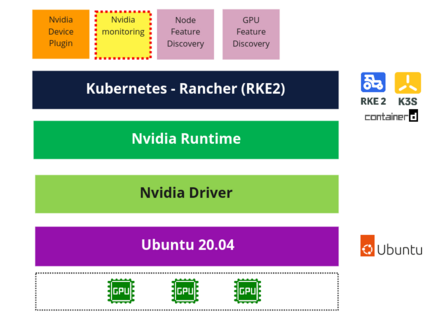 Nvidia
Device
Plugin
Nvidia
monitoring
Node
Feature
Discovery
GPU
Feature
Discovery
Kubernetes - Rancher (RKE2)
RKE 2 K3S
containerd
Nvidia Runtime
Nvidia Driver
Ubuntu 20.04
Ubuntu
GPU GPU GPU